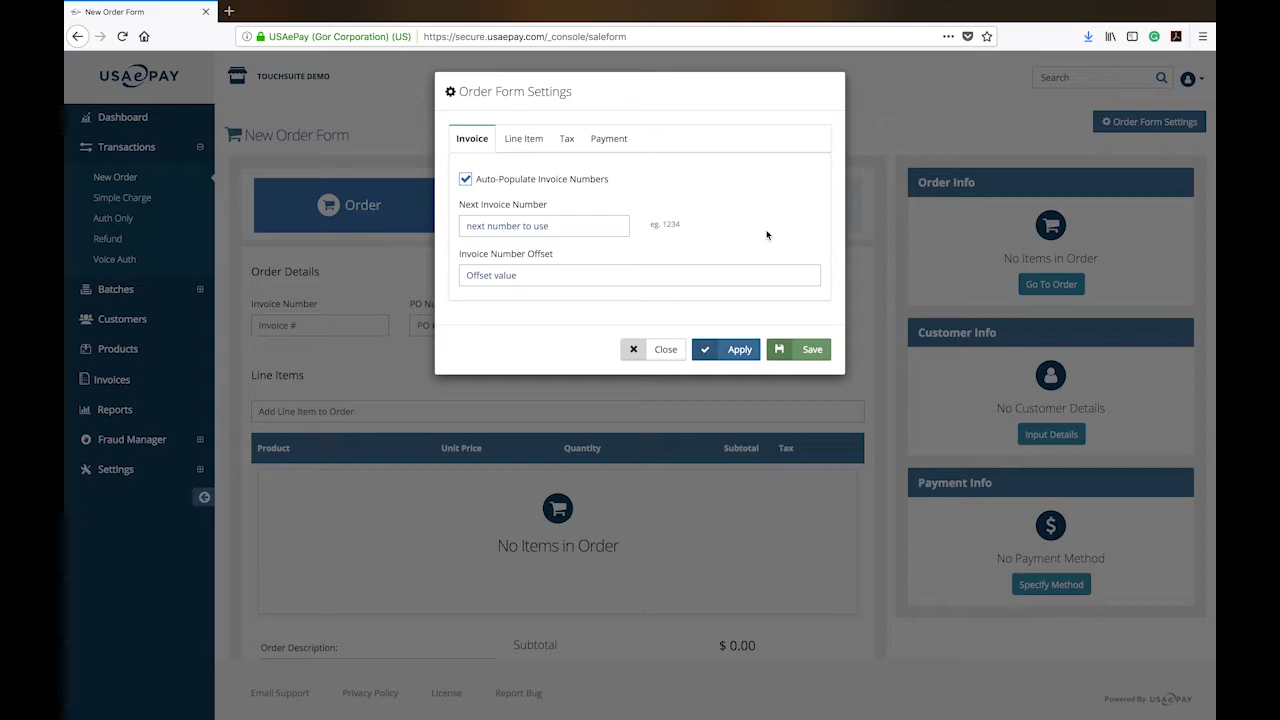 New Order Form
USAePay (Gor Corporation) (US)
https://secure.usaepay.com/_console/saleform
USAePAY
TOUCHSUITE DEMO
Search
Dashboard
Transactions
New Order
Simple Charge
Auth Only
Refund
Voice Auth
Batches
Customers
Products
Invoices
Reports
Fraud Manager
Settings
New Order Form
Order Form Settings
Order
Order Details
Invoice Number
PO Nu
Invoice #
PO
Line Items
Add Line Item to Order
Product Unit Price Quantity Subtotal Tax
No Items in Order
Order Description:
Subtotal
$ 0.00
Order Form Settings
Invoice Line Item Tax Payment
Auto-Populate Invoice Numbers
Next Invoice Number
next number to use
eg. 1234
Invoice Number Offset
Offset value
Close
Apply
Save
Order Info
No Items in Order
Go To Order
Customer Info
No Customer Details
Input Details
Payment Info
$
No Payment Method
Specify Method
Email Support Privacy Policy License Report Bug
Powered By USAePAY